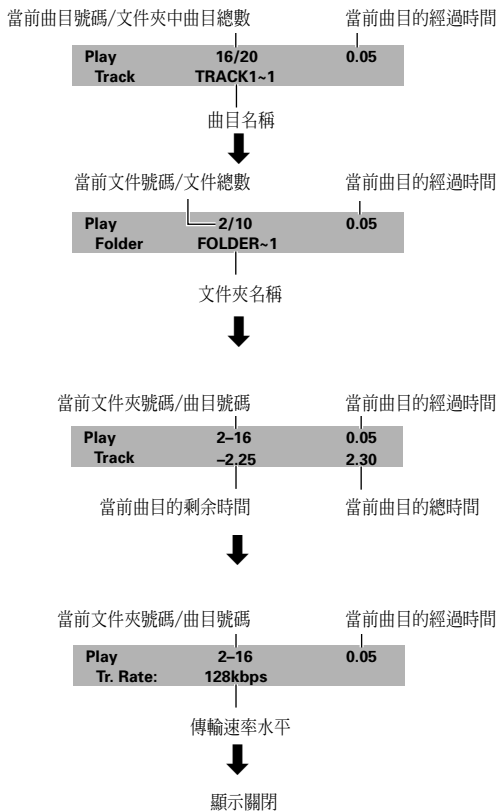 當前曲目號碼/文件夾中曲目總數 當前曲目的經過時間
Play 16/20 0.05
Track TRACK1~1
曲目名稱
當前文件號碼/文件總數 當前曲目的經過時間
Play 2/10 0.05
Folder FOLDER~1
文件夾名稱
當前文件夾號碼/曲目號碼 當前曲目的經過時間
Play 2–16 0.05
Track –2.25 2.30
當前曲目的剩余時間 當前曲目的總時間
當前文件夾號碼/曲目號碼 當前曲目的經過時間
Play 2–16 0.05
Tr. Rate: 128kbps
傳輸速率水平
顯示關閉